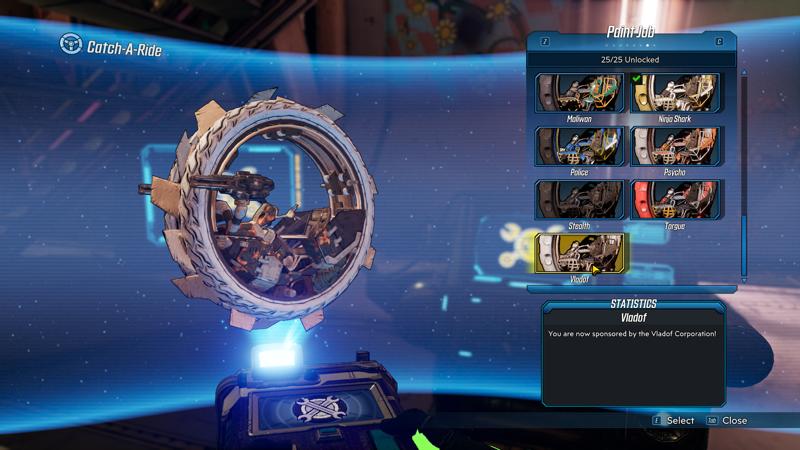 Catch-A-Ride
Paint Job
25/25 Unlocked
Maliwan
Ninja Shark
Police
Psycho
Stealth
Torgue
Vladof
STATISTICS
Vladof
You are now sponsored by the Vladof Corporation!
E Select
Tab Close